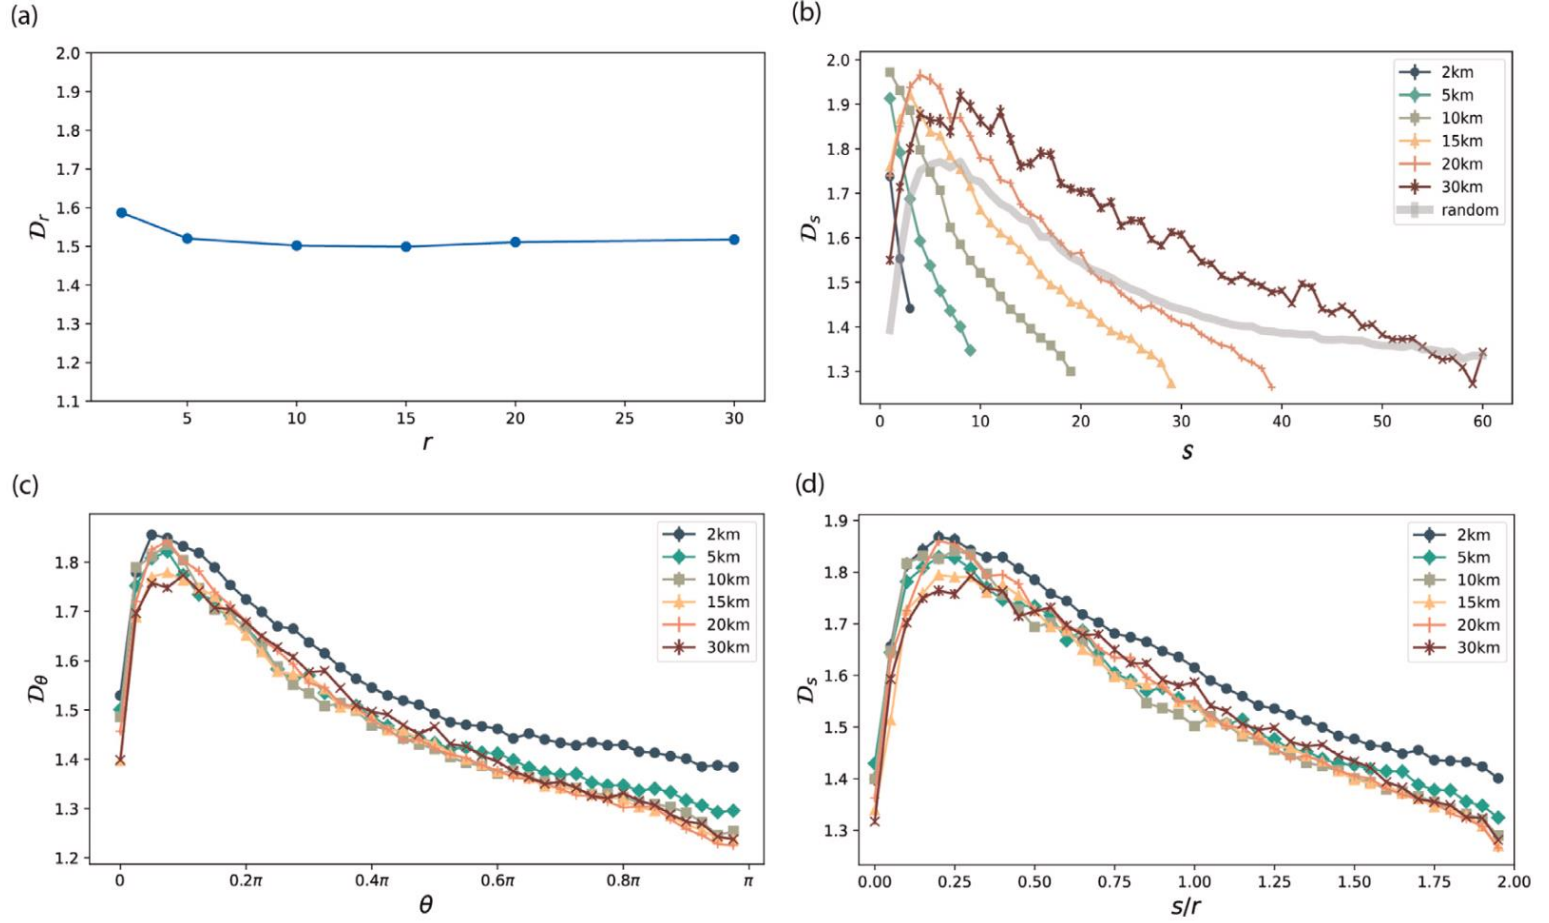 (a)
2.0
1.9
1.8
1.7
1.6
1.5
1.4
1.3
1.2
1.1
𝒟r
5
10
15
20
25
30
r
(b)
2.0
1.9
1.8
1.7
1.6
1.5
1.4
1.3
𝒟s
2km
5km
10km
15km
20km
30km
random
0
10
20
30
40
50
60
s
(c)
1.8
1.7
1.6
1.5
1.4
1.3
1.2
𝒟θ
2km
5km
10km
15km
20km
30km
0
0.2π
0.4π
0.6π
0.8π
π
θ
(d)
1.9
1.8
1.7
1.6
1.5
1.4
1.3
𝒟s
2km
5km
10km
15km
20km
30km
0.00
0.25
0.50
0.75
1.00
1.25
1.50
1.75
2.00
s/r